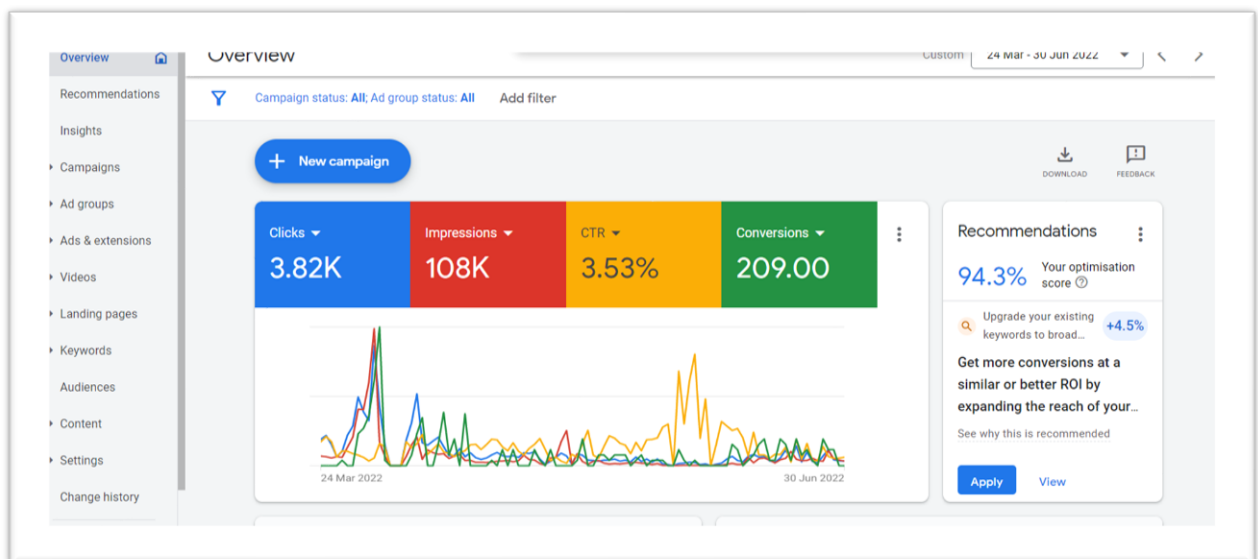 Overview
Overview
Custom 24 Mar - 30 Jun 2022
Recommendations
Insights
Campaigns
Ad groups
Ads & extensions
Videos
Landing pages
Keywords
Audiences
Content
Settings
Change history
Campaign status: All; Ad group status: All Add filter
+ New campaign
DOWNLOAD FEEDBACK
Clicks Impressions CTR Conversions
3.82K 108K 3.53% 209.00
24 Mar 2022 30 Jun 2022
Recommendations
94.3% Your optimisation
score
Upgrade your existing
keywords to broad... +4.5%
Get more conversions at a
similar or better ROI by
expanding the reach of your...
See why this is recommended
Apply View